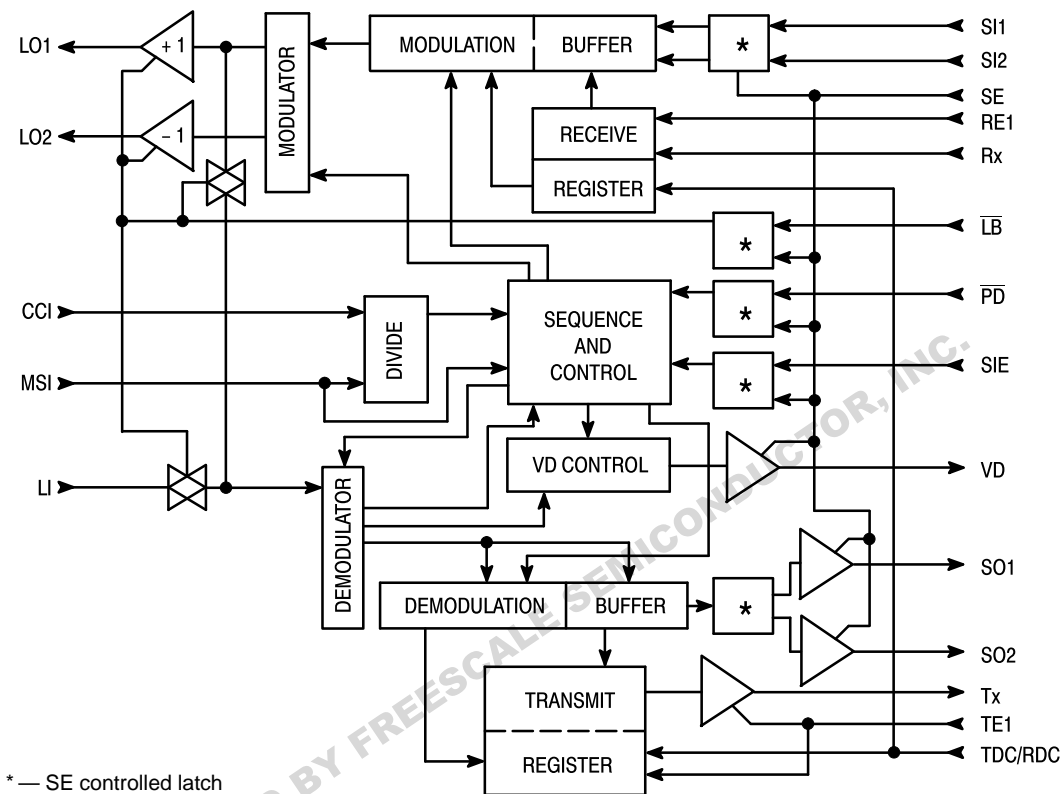 LO1
+ 1
MODULATOR
MODULATION
BUFFER
*
SI1
SI2
SE
LO2
– 1
RECEIVE
REGISTER
RE1
Rx
*
LB
CCI
DIVIDE
SEQUENCE
AND
CONTROL
*
PD
MSI
*
SIE
LI
DEMODULATOR
VD CONTROL
VD
DEMODULATION
BUFFER
*
SO1
SO2
TRANSMIT
REGISTER
Tx
TE1
TDC/RDC
* — SE controlled latch
BY FREESCALE SEMICONDUCTOR, INC.